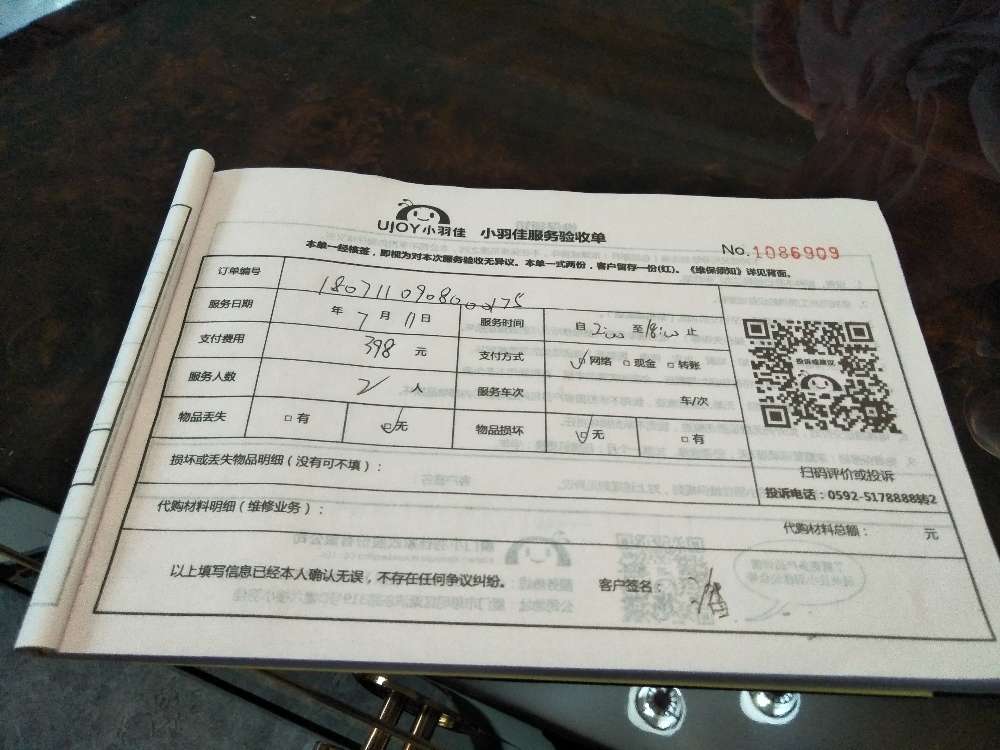 UJOY小羽佳 小羽佳服务验收单
No.1086909
本单一经核签,即视为对本次服务验收无异议。本单一式两份,客户留存一份(红)。《维保须知》详见背面。
订单编号 1807110908000175
服务日期 年 7 月 11 日 服务时间 自 2:00 至 18:00 止
支付费用 398 元 支付方式 网络 现金 转账
服务人数 2 人 服务车次 车/次
物品丢失 有 无 物品损坏 无 有
投诉或建议
扫码评价或投诉
投诉电话:0592-5178888转2
损坏或丢失物品明细(没有可不填):
代购材料明细(维修业务): 代购材料总额: 元
以上填写信息已经本人确认无误,不存在任何争议纠纷。 客户签名: